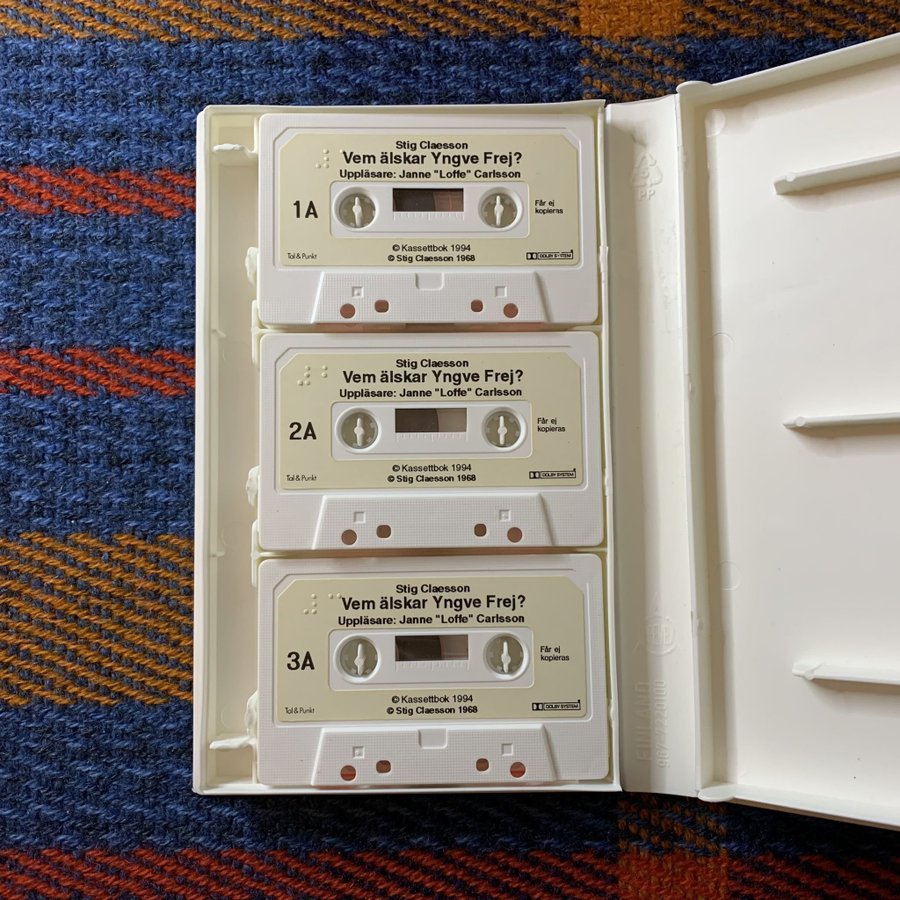 Stig Claesson
Vem älskar Yngve Frej?
Uppläsare: Janne "Loffe" Carlsson
1A
Får ej
kopieras
© Kassettbok 1994
© Stig Claesson 1968
Tal & Punkt
DOLBY SYSTEM
Stig Claesson
Vem älskar Yngve Frej?
Uppläsare: Janne "Loffe" Carlsson
2A
Får ej
kopieras
© Kassettbok 1994
© Stig Claesson 1968
Tal & Punkt
DOLBY SYSTEM
Stig Claesson
Vem älskar Yngve Frej?
Uppläsare: Janne "Loffe" Carlsson
3A
Får ej
kopieras
© Kassettbok 1994
© Stig Claesson 1968
Tal & Punkt
DOLBY SYSTEM
PP
FINLAND